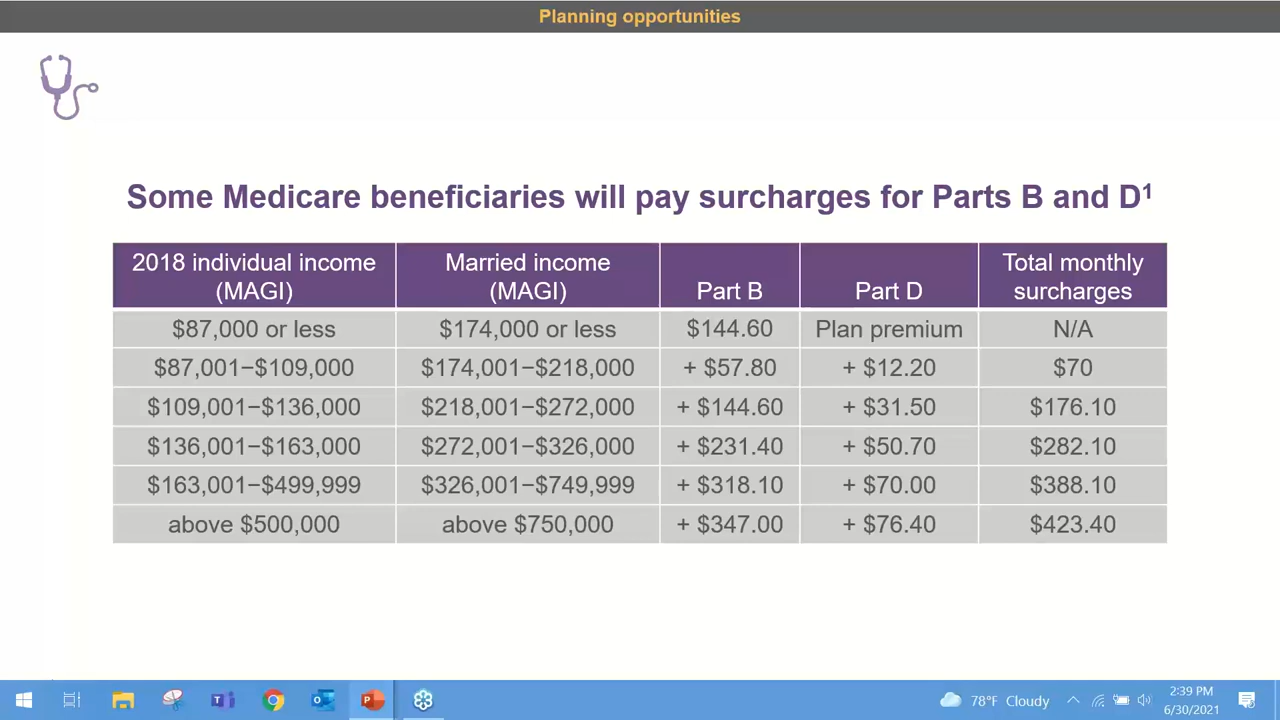 Planning opportunities
Some Medicare beneficiaries will pay surcharges for Parts B and D1
2018 individual income (MAGI) Married income (MAGI) Part B Part D Total monthly surcharges
$87,000 or less $174,000 or less $144.60 Plan premium N/A
$87,001−$109,000 $174,001−$218,000 + $57.80 + $12.20 $70
$109,001−$136,000 $218,001−$272,000 + $144.60 + $31.50 $176.10
$136,001−$163,000 $272,001−$326,000 + $231.40 + $50.70 $282.10
$163,001−$499,999 $326,001−$749,999 + $318.10 + $70.00 $388.10
above $500,000 above $750,000 + $347.00 + $76.40 $423.40
78°F Cloudy
2:39 PM
6/30/2021